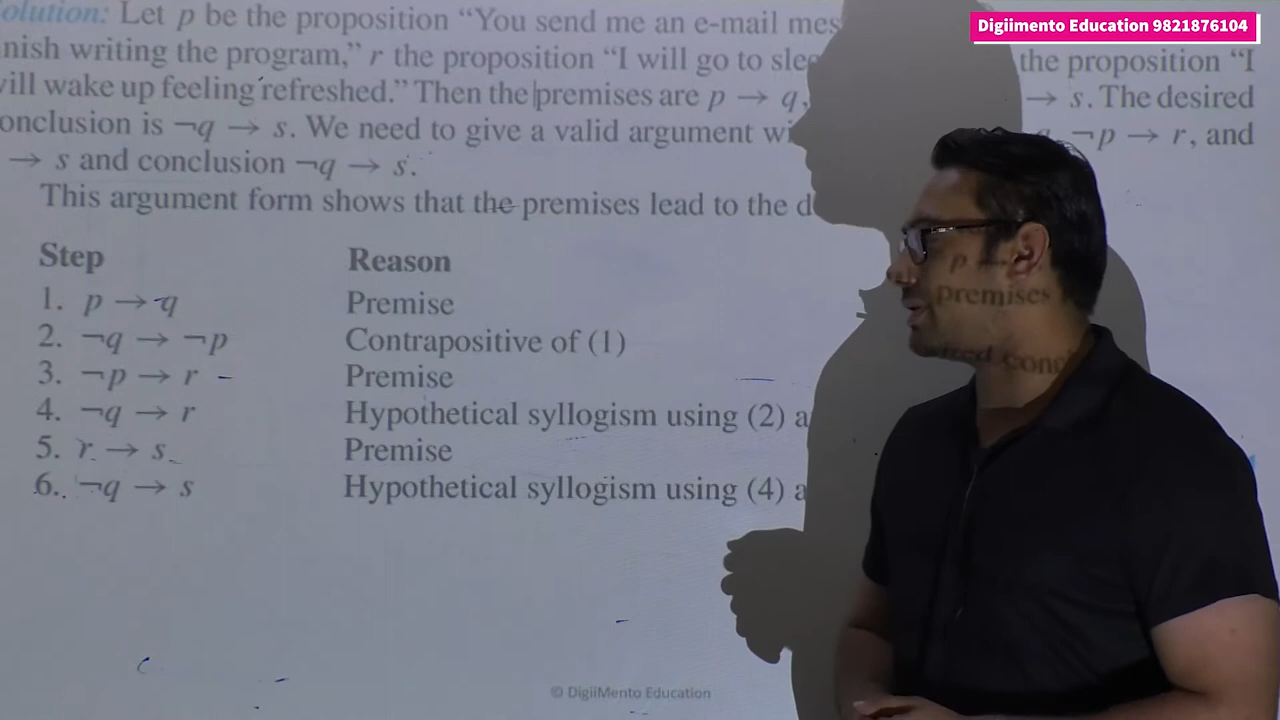 Digiimento Education 9821876104
olution: Let p be the proposition “You send me an e-mail mes
nish writing the program,” r the proposition “I will go to slee the proposition “I
vill wake up feeling refreshed.” Then the premises are p → q, → s. The desired
onclusion is ¬q → s. We need to give a valid argument wi q, ¬p → r, and
→ s and conclusion ¬q → s.
This argument form shows that the premises lead to the d
Step Reason
1. p → q Premise
2. ¬q → ¬p Contrapositive of (1)
3. ¬p → r Premise
4. ¬q → r Hypothetical syllogism using (2) a
5. r → s Premise
6. ¬q → s Hypothetical syllogism using (4) a
p
premises
ired conc
© DigiiMento Education